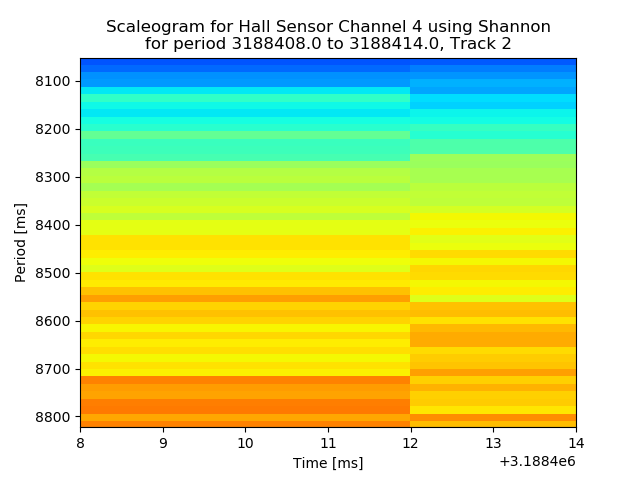 Scaleogram for Hall Sensor Channel 4 using Shannon
for period 3188408.0 to 3188414.0, Track 2
Period [ms]
8100
8200
8300
8400
8500
8600
8700
8800
8 9 10 11 12 13 14
Time [ms]
+3.1884e6